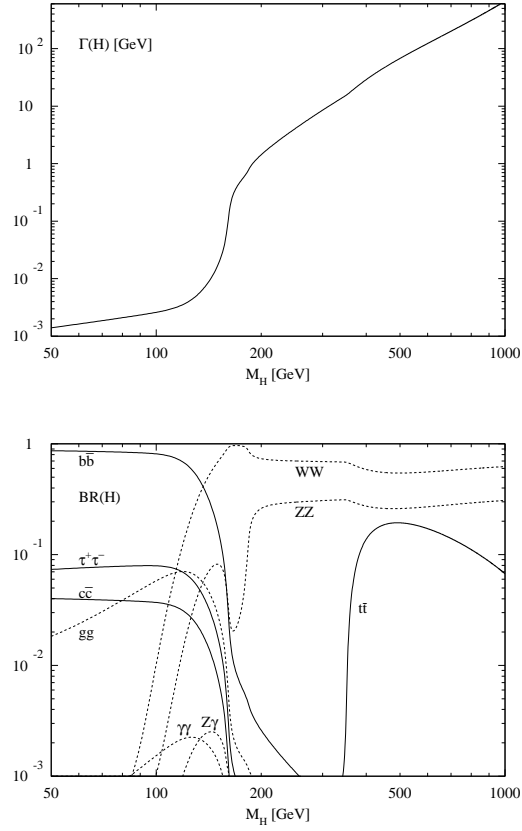 Γ(H) [GeV]
10²
10
1
10⁻¹
10⁻²
10⁻³
50 100 200 500 1000
M_H [GeV]
BR(H)
bb̄
τ⁺τ⁻
cc̄
gg
γγ
Zγ
WW
ZZ
tt̄
1
10⁻¹
10⁻²
10⁻³
50 100 200 500 1000
M_H [GeV]